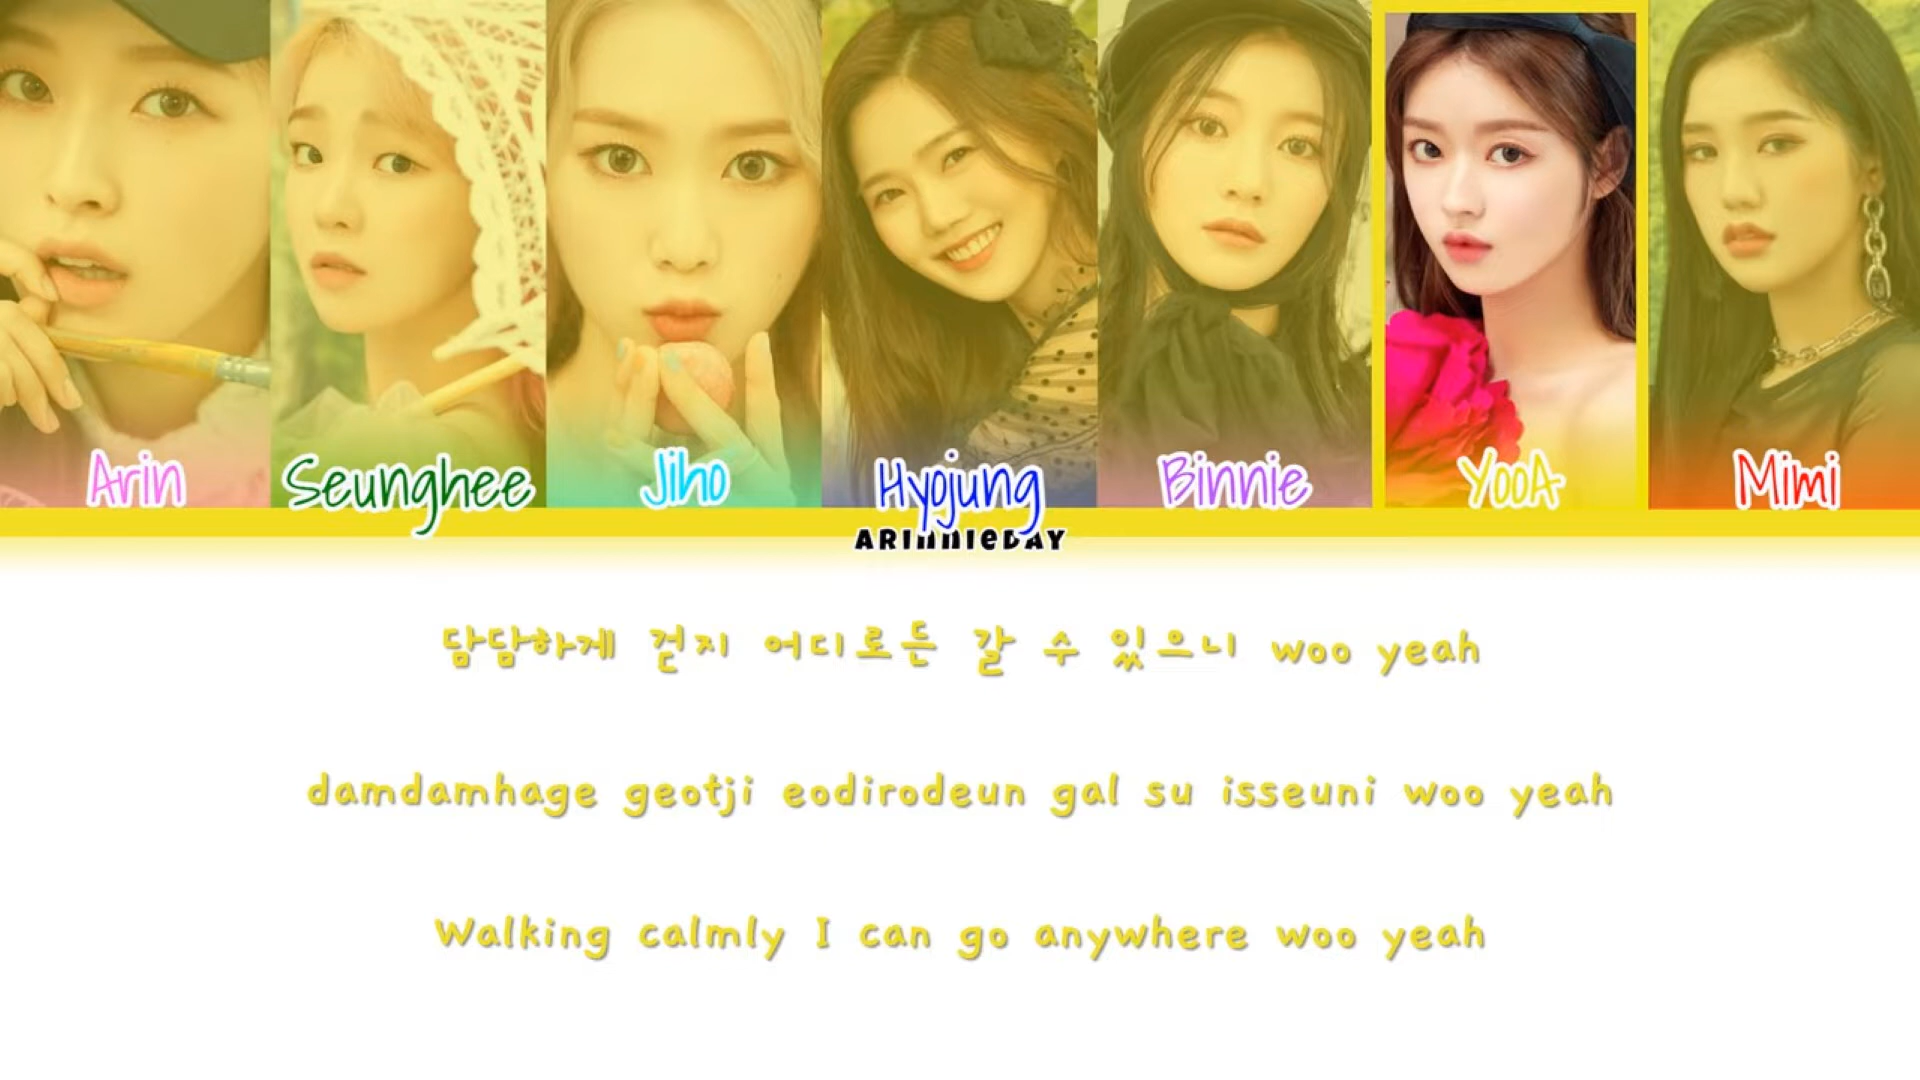 Arin Seunghee Jiho Hyojung Binnie YooA Mimi
ARinnieDAY
담담하게 걷지 어디로든 갈 수 있으니 woo yeah
damdamhage geotji eodirodeun gal su isseuni woo yeah
Walking calmly I can go anywhere woo yeah